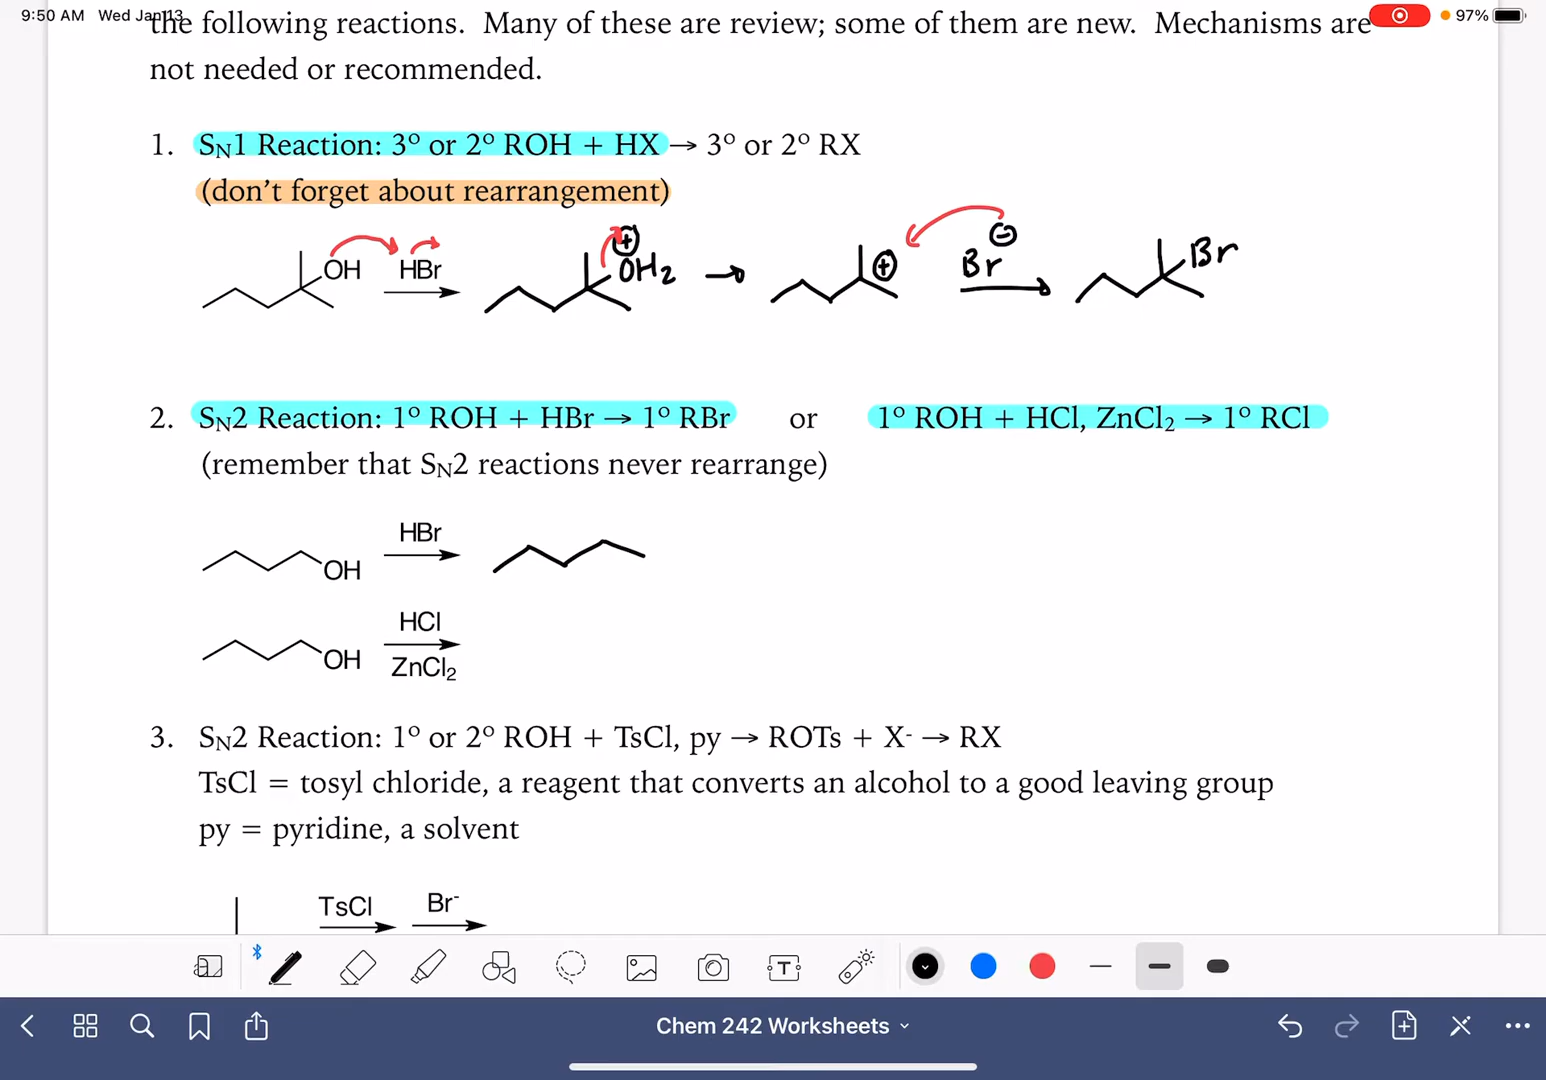 9:50 AM Wed Jan 13
97%
the following reactions. Many of these are review; some of them are new. Mechanisms are
not needed or recommended.
1. SN1 Reaction: 3° or 2° ROH + HX → 3° or 2° RX
(don't forget about rearrangement)
OH HBr ⊕ OH2 → ⊕ Br ⊖ Br
2. SN2 Reaction: 1° ROH + HBr → 1° RBr or 1° ROH + HCl, ZnCl2 → 1° RCl
(remember that SN2 reactions never rearrange)
OH HBr
OH HCl
ZnCl2
3. SN2 Reaction: 1° or 2° ROH + TsCl, py → ROTs + X- → RX
TsCl = tosyl chloride, a reagent that converts an alcohol to a good leaving group
py = pyridine, a solvent
TsCl Br-
T
Chem 242 Worksheets